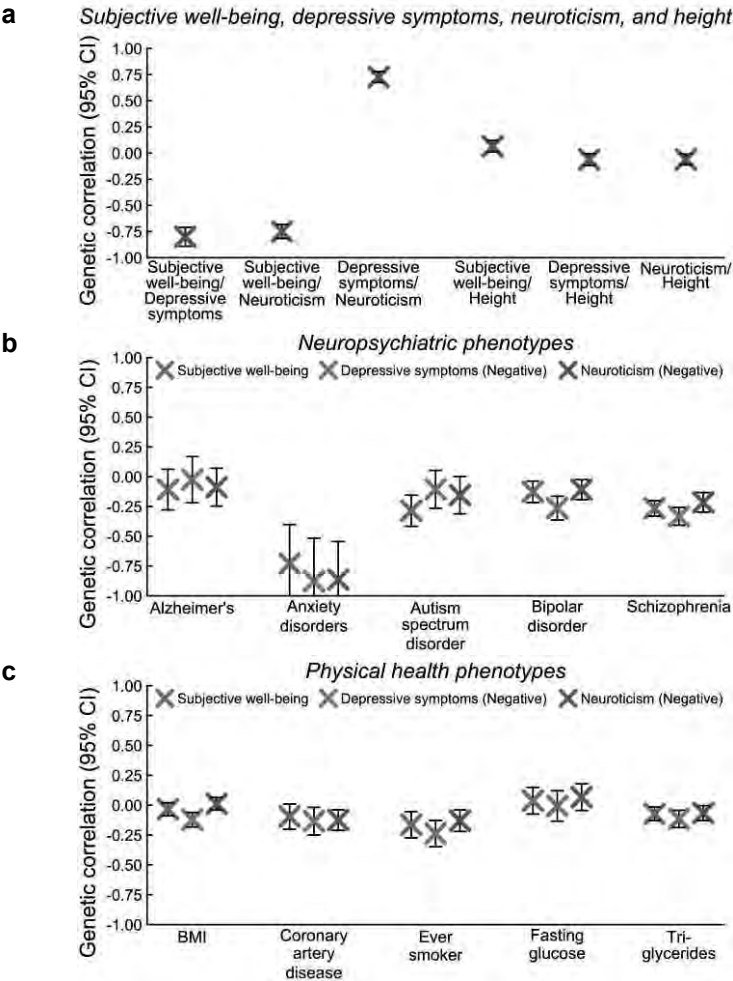 a
Subjective well-being, depressive symptoms, neuroticism, and height
Genetic correlation (95% CI)
1.00
0.75
0.50
0.25
0.00
-0.25
-0.50
-0.75
-1.00
Subjective
well-being/
Depressive
symptoms
Subjective
well-being/
Neuroticism
Depressive
symptoms/
Neuroticism
Subjective
well-being/
Height
Depressive
symptoms/
Height
Neuroticism/
Height
b
Neuropsychiatric phenotypes
Genetic correlation (95% CI)
1.00
0.75
0.50
0.25
0.00
-0.25
-0.50
-0.75
-1.00
Subjective well-being
Depressive symptoms (Negative)
Neuroticism (Negative)
Alzheimer's
Anxiety
disorders
Autism
spectrum
disorder
Bipolar
disorder
Schizophrenia
c
Physical health phenotypes
Genetic correlation (95% CI)
1.00
0.75
0.50
0.25
0.00
-0.25
-0.50
-0.75
-1.00
Subjective well-being
Depressive symptoms (Negative)
Neuroticism (Negative)
BMI
Coronary
artery
disease
Ever
smoker
Fasting
glucose
Tri-
glycerides